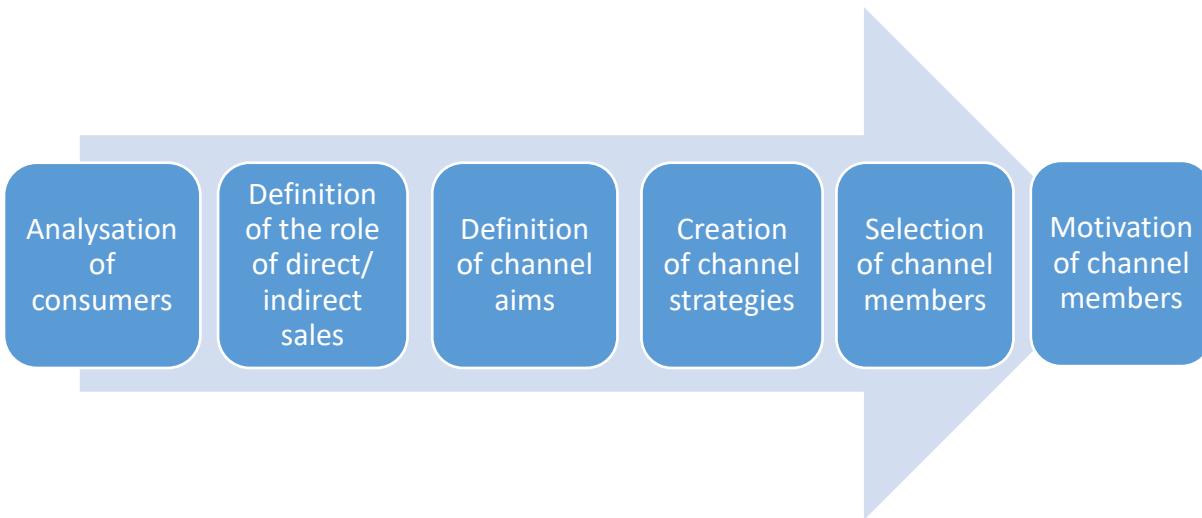 Analysation
of
consumers
Definition
of the role
of direct/
indirect
sales
Definition
of channel
aims
Creation
of channel
strategies
Selection
of channel
members
Motivation
of channel
members